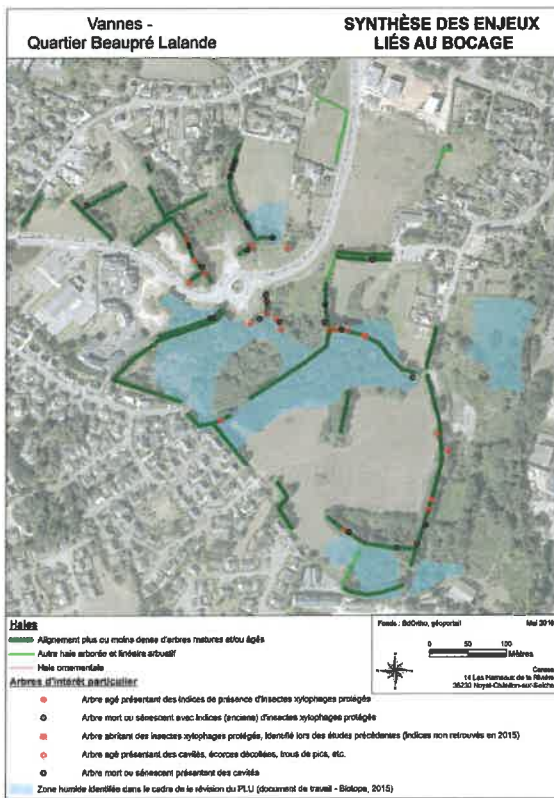 Vannes -
Quartier Beaupré Lalande
SYNTHÈSE DES ENJEUX
LIÉS AU BOCAGE
Haies
Alignement plus ou moins dense d'arbres matures et/ou âgés
Autre haie arborée et linéaire arbustif
Haie ornementale
Arbres d'intérêt particulier
Arbre agé présentant des indices de présence d'insectes xylophages protégés
Arbre mort ou sénescent avec indices (anciens) d'insectes xylophages protégés
Arbre abritant des insectes xylophages protégés, identifié lors des études précédentes (indices non retrouvés en 2015)
Arbre agé présentant des cavités, écorces décollées, trous de pics, etc.
Arbre mort ou sénescent présentant des cavités
Zone humide identifiées dans le cadre de la révision du PLU (document de travail - Biotope, 2015)
Fonds : BdOrtho, géoportail
Mai 2016
0 50 100
Mètres
14 Les Hameaux de la Rivière
35230 Noyal-Châtillon-sur-Seiche